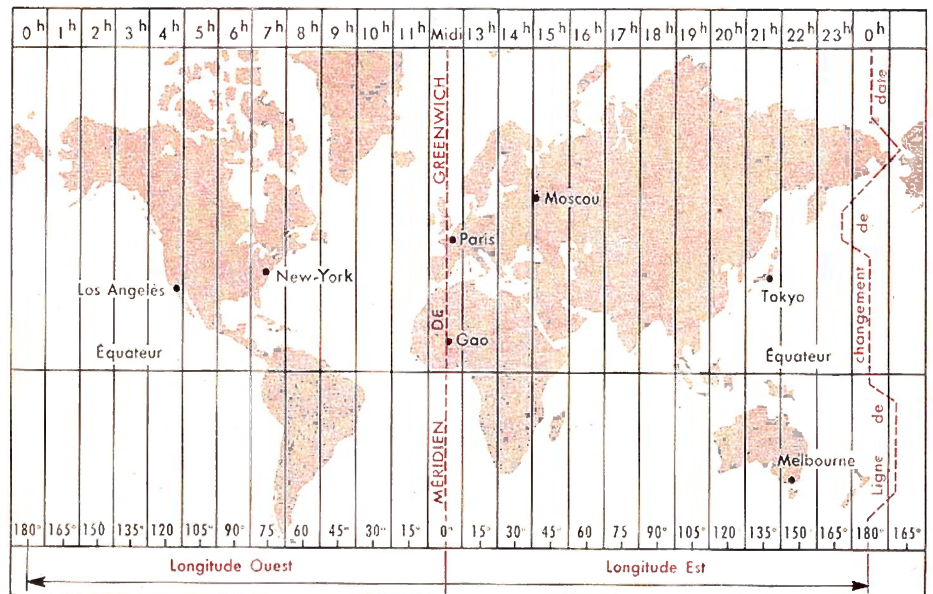 0h 1h 2h 3h 4h 5h 6h 7h 8h 9h 10h 11h Midi 13h 14h 15h 16h 17h 18h 19h 20h 21h 22h 23h 0h
MÉRIDIEN DE GREENWICH
Ligne de changement de date
Moscou
Paris
New-York
Los Angelés
Tokyo
Gao
Équateur
Équateur
Melbourne
180° 165° 150 135° 120 105° 90° 75 60 45° 30° 15° 0° 15° 30° 45° 60 75 90° 105° 120 135° 150° 165° 180° 165°
Longitude Ouest
Longitude Est